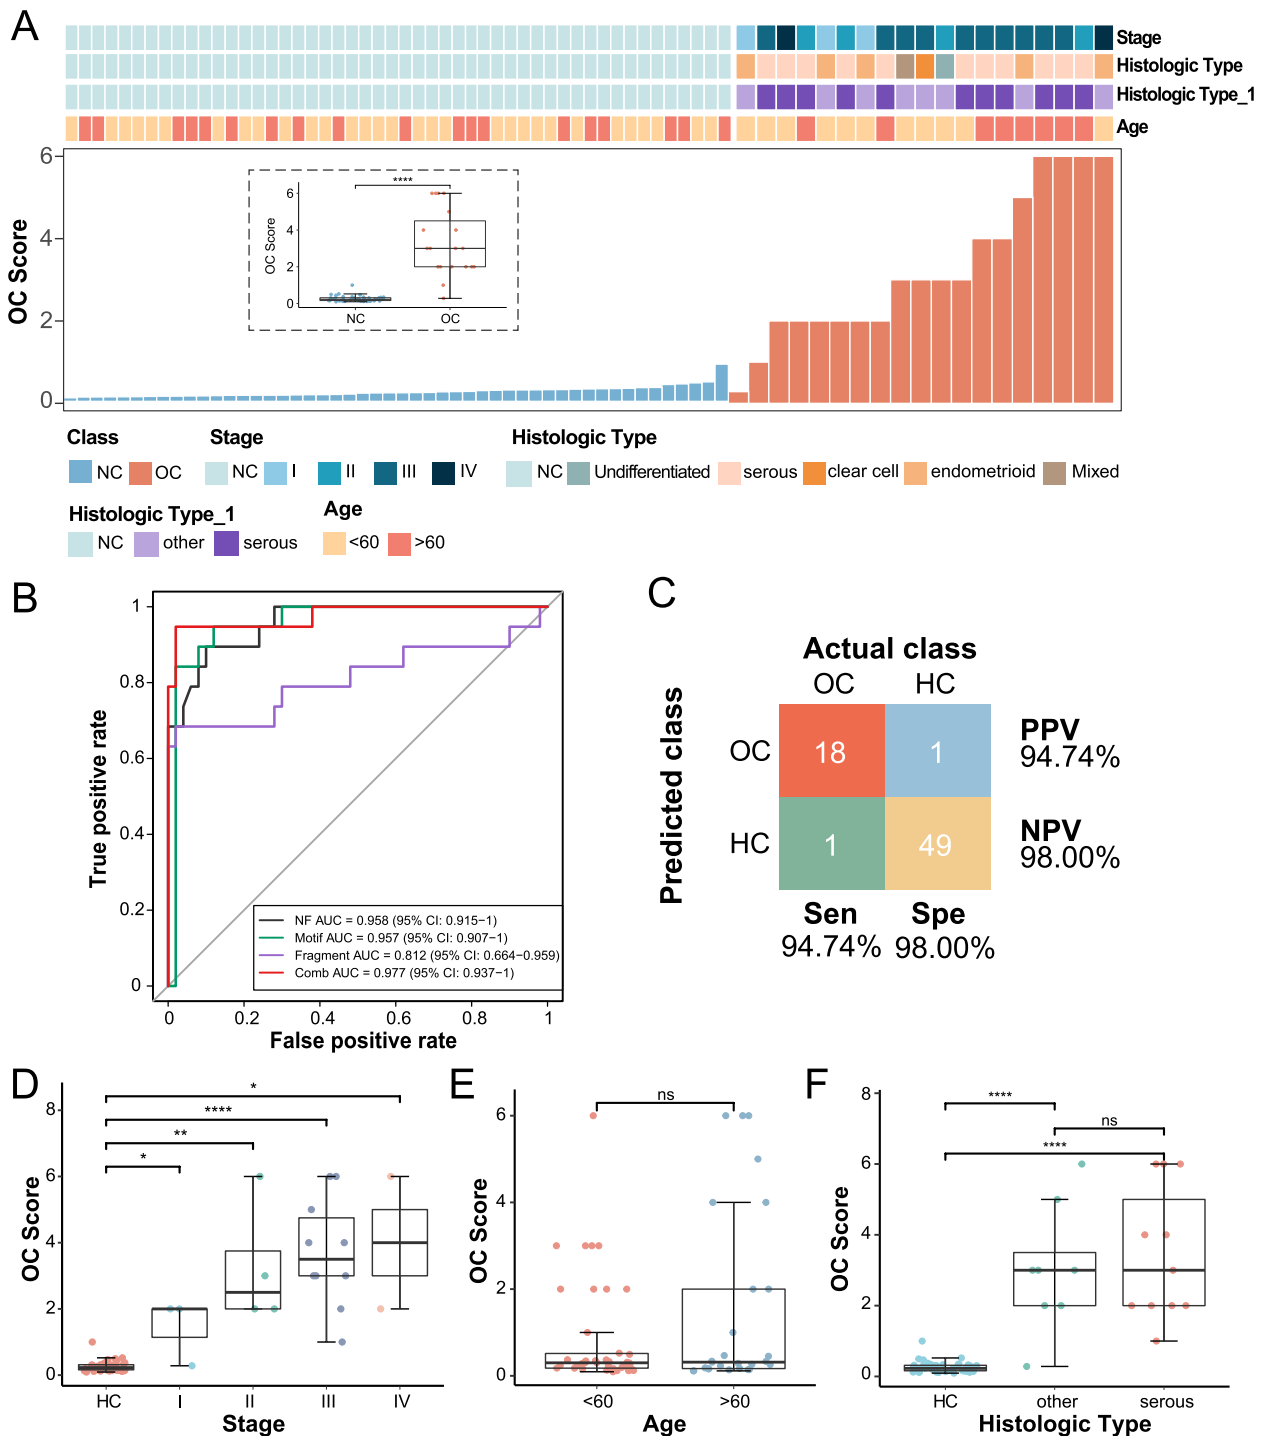 A
Stage
Histologic Type
Histologic Type_1
Age
OC Score
6
4
2
0
****
OC Score
6
4
2
0
NC OC
Class Stage Histologic Type
NC OC NC I II III IV NC Undifferentiated serous clear cell endometrioid Mixed
Histologic Type_1 Age
NC other serous <60 >60
B
True positive rate
1
0.8
0.6
0.4
0.2
0
NF AUC = 0.958 (95% CI: 0.915−1)
Motif AUC = 0.957 (95% CI: 0.907−1)
Fragment AUC = 0.812 (95% CI: 0.664−0.959)
Comb AUC = 0.977 (95% CI: 0.937−1)
0 0.2 0.4 0.6 0.8 1
False positive rate
C
Actual class
OC HC
Predicted class
OC 18 1 PPV
94.74%
HC 1 49 NPV
98.00%
Sen Spe
94.74% 98.00%
D
OC Score
8
6
4
2
0
*
****
**
*
HC I II III IV
Stage
E
OC Score
6
4
2
0
ns
<60 >60
Age
F
OC Score
8
6
4
2
0
****
ns
****
HC other serous
Histologic Type